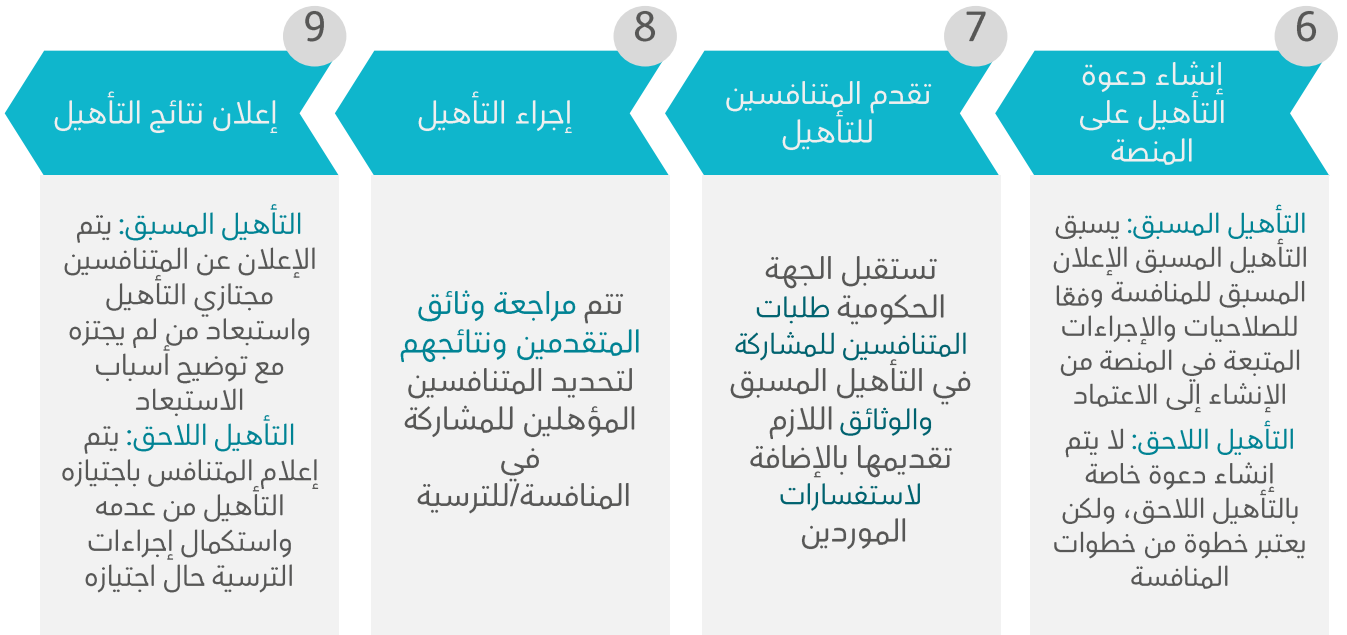 6
إنشاء دعوة
التأهيل على
المنصة
التأهيل المسبق: يسبق
التأهيل المسبق الإعلان
المسبق للمنافسة وفقًا
للصلاحيات والإجراءات
المتبعة في المنصة من
الإنشاء إلى الاعتماد
التأهيل اللاحق: لا يتم
إنشاء دعوة خاصة
بالتأهيل اللاحق، ولكن
يعتبر خطوة من خطوات
المنافسة
7
تقدم المتنافسين
للتأهيل
تستقبل الجهة
الحكومية طلبات
المتنافسين للمشاركة
في التأهيل المسبق
والوثائق اللازم
تقديمها بالإضافة
لاستفسارات
الموردين
8
إجراء التأهيل
تتم مراجعة وثائق
المتقدمين ونتائجهم
لتحديد المتنافسين
المؤهلين للمشاركة
في
المنافسة/للترسية
9
إعلان نتائج التأهيل
التأهيل المسبق: يتم
الإعلان عن المتنافسين
مجتازي التأهيل
واستبعاد من لم يجتزه
مع توضيح أسباب
الاستبعاد
التأهيل اللاحق: يتم
إعلام المتنافس باجتيازه
التأهيل من عدمه
واستكمال إجراءات
الترسية حال اجتيازه